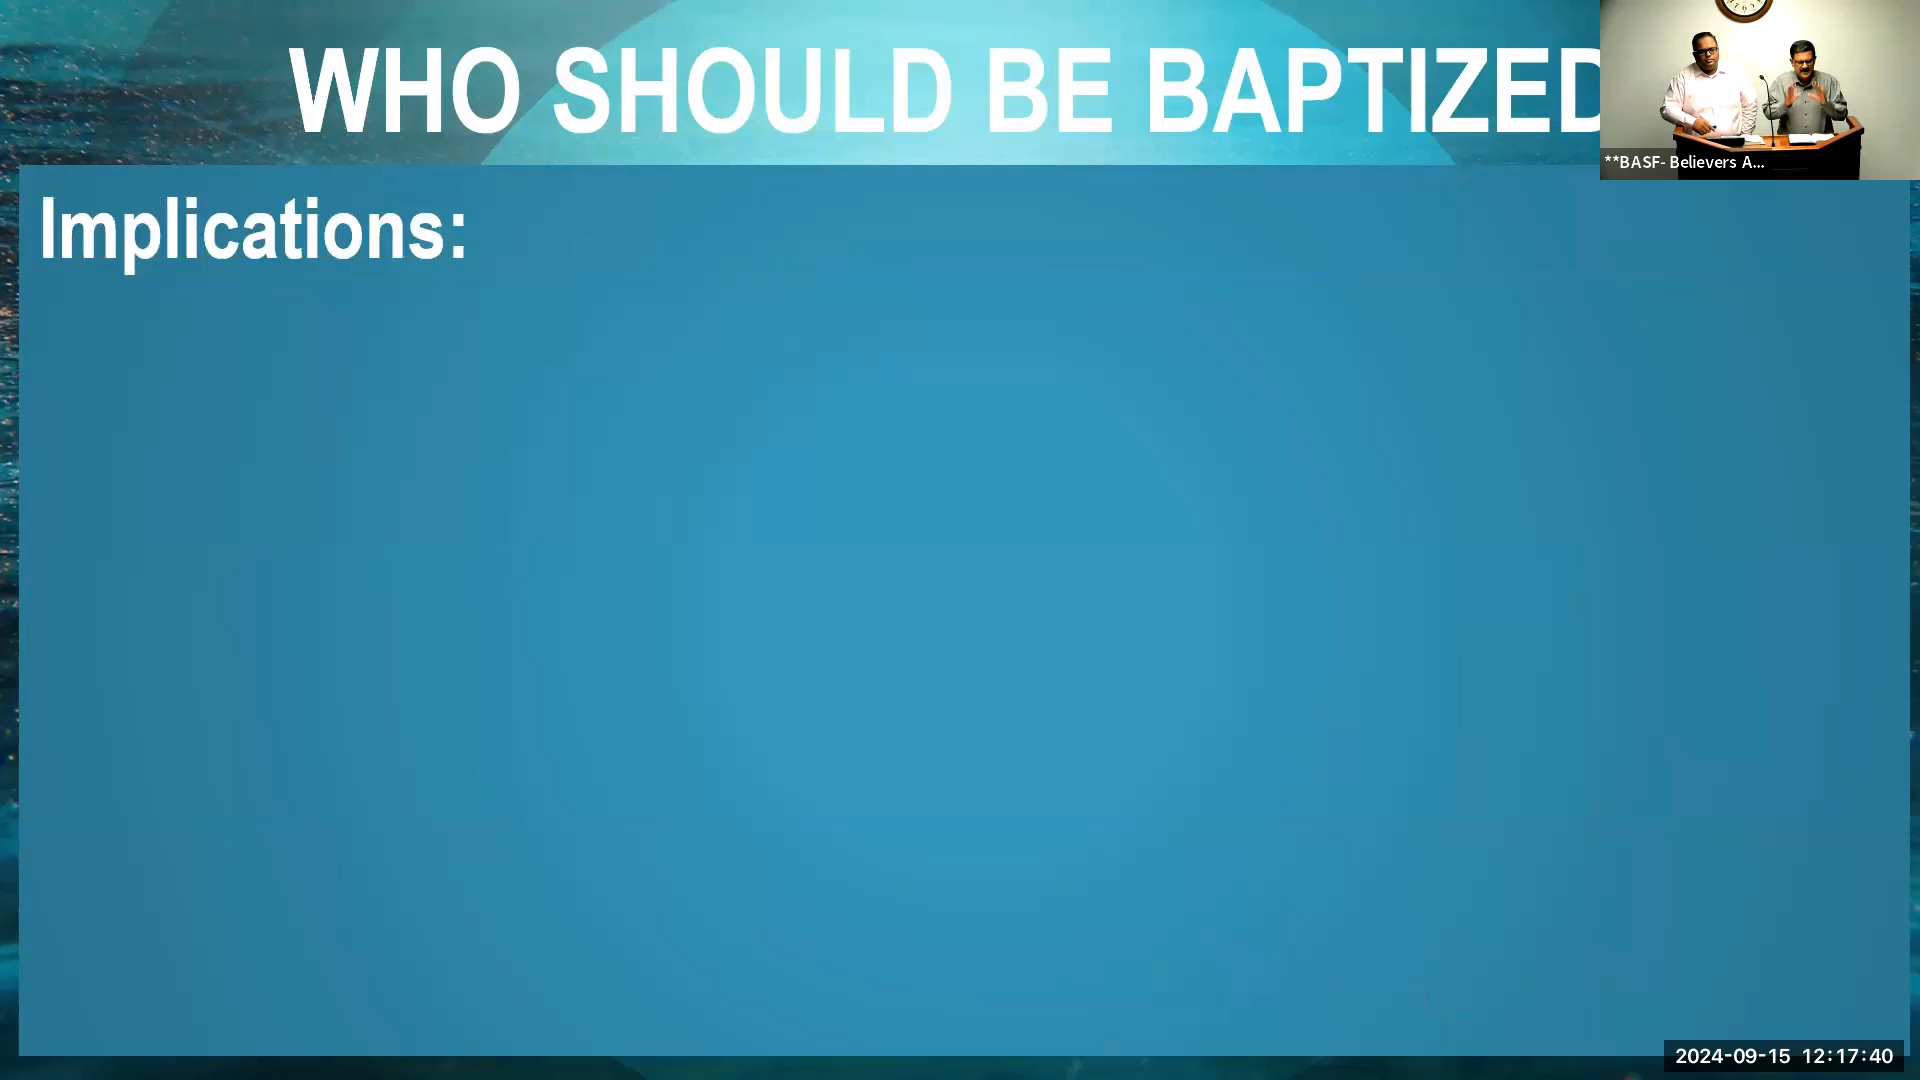 WHO SHOULD BE BAPTIZED
**BASF- Believers A...
Implications:
2024-09-15 12:17:40